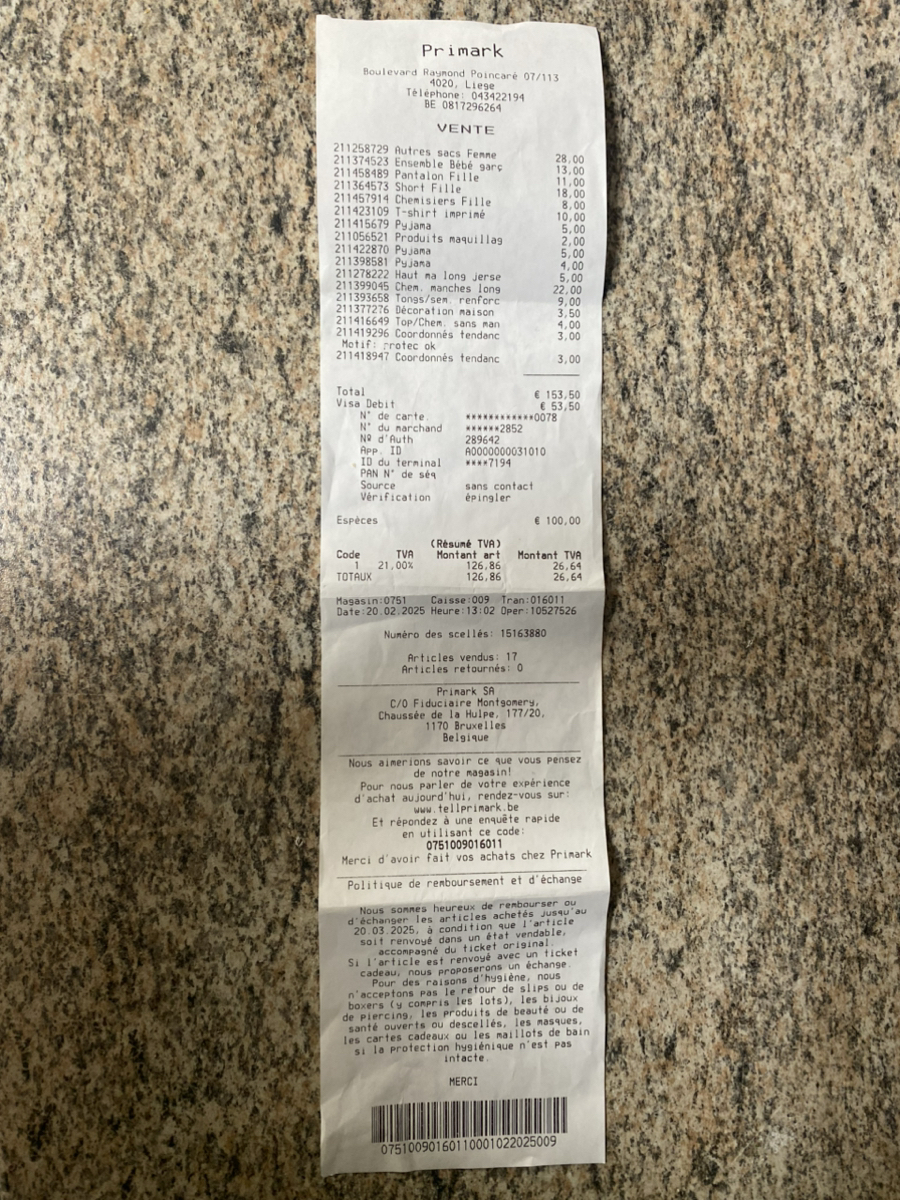 Primark
Boulevard Raymond Poincaré 07/113
4020, Liege
Téléphone: 043422194
BE 0817296264
VENTE
211258729 Autres sacs Femme 28,00
211374523 Ensemble Bébé garç 13,00
211458489 Pantalon Fille 11,00
211364573 Short Fille 18,00
211457914 Chemisiers Fille 8,00
211423109 T-shirt imprimé 10,00
211415679 Pyjama 5,00
211056521 Produits maquillag 2,00
211422870 Pyjama 5,00
211398581 Pyjama 4,00
211278222 Haut ma long jerse 5,00
211399045 Chem. manches long 22,00
211393658 Tongs/sem. renforc 9,00
211377276 Décoration maison 3,50
211416649 Top/Chem. sans man 4,00
211419296 Coordonnés tendanc 3,00
Motif: rotec ok
211418947 Coordonnés tendanc 3,00
Total € 153,50
Visa Debit € 53,50
N° de carte ************0078
N° du marchand ******2852
Nº d'Auth 289642
App. ID A0000000031010
ID du terminal ****7194
PAN N° de séq
Source sans contact
Vérification épingler
Espèces € 100,00
(Résumé TVA)
Code TVA Montant art Montant TVA
1 21,00% 126,86 26,64
TOTAUX 126,86 26,64
Magasin:0751 Caisse:009 Tran:016011
Date:20.02.2025 Heure:13:02 Oper:10527526
Numéro des scellés: 15163880
Articles vendus: 17
Articles retournés: 0
Primark SA
C/O Fiduciaire Montgomery,
Chaussée de la Hulpe, 177/20,
1170 Bruxelles
Belgique
Nous aimerions savoir ce que vous pensez
de notre magasin!
Pour nous parler de votre expérience
d'achat aujourd'hui, rendez-vous sur:
www.tellprimark.be
Et répondez à une enquête rapide
en utilisant ce code:
0751009016011
Merci d'avoir fait vos achats chez Primark
Politique de remboursement et d'échange
Nous sommes heureux de rembourser ou
d'échanger les articles achetés jusqu'au
20.03.2025, à condition que l'article
soit renvoyé dans un état vendable,
accompagné du ticket original.
Si l'article est renvoyé avec un ticket
cadeau, nous proposerons un échange.
Pour des raisons d'hygiène, nous
n'acceptons pas le retour de slips ou de
boxers (y compris les lots), les bijoux
de piercing, les produits de beauté ou de
santé ouverts ou descellés, les masques,
les cartes cadeaux ou les maillots de bain
si la protection hygiénique n'est pas
intacte.
MERCI
07510090160110001022025009